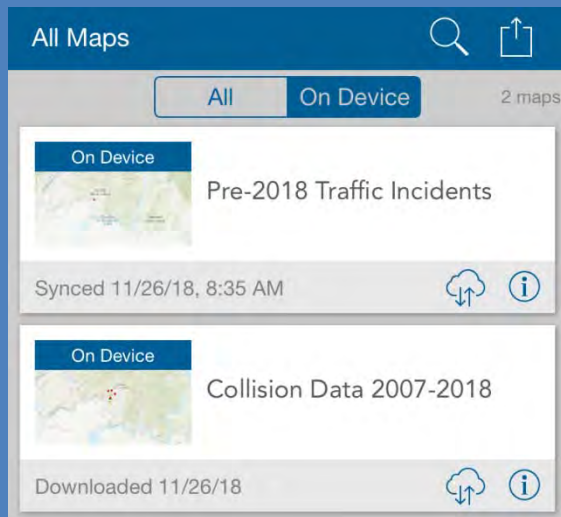 All Maps
All
On Device
2 maps
On Device
Pre-2018 Traffic Incidents
Synced 11/26/18, 8:35 AM
On Device
Collision Data 2007-2018
Downloaded 11/26/18